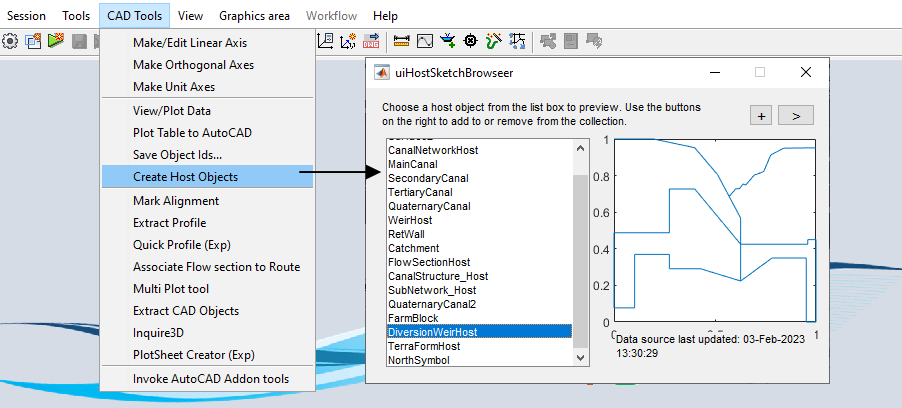 Session Tools CAD Tools View Graphics area Workflow Help
Make/Edit Linear Axis
Make Orthogonal Axes
Make Unit Axes
View/Plot Data
Plot Table to AutoCAD
Save Object Ids...
Create Host Objects
Mark Alignment
Extract Profile
Quick Profile (Exp)
Associate Flow section to Route
Multi Plot tool
Extract CAD Objects
Inquire3D
PlotSheet Creator (Exp)
Invoke AutoCAD Addon tools
uiHostSketchBrowseer
Choose a host object from the list box to preview. Use the buttons
on the right to add to or remove from the collection.
+ >
CanalNetworkHost
MainCanal
SecondaryCanal
TertiaryCanal
QuaternaryCanal
WeirHost
RetWall
Catchment
FlowSectionHost
CanalStructure_Host
SubNetwork_Host
QuaternaryCanal2
FarmBlock
DiversionWeirHost
TerraFormHost
NorthSymbol
1
0.8
0.6
0.4
0.2
0
0 0.5 1
Data source last updated: 03-Feb-2023
13:30:29